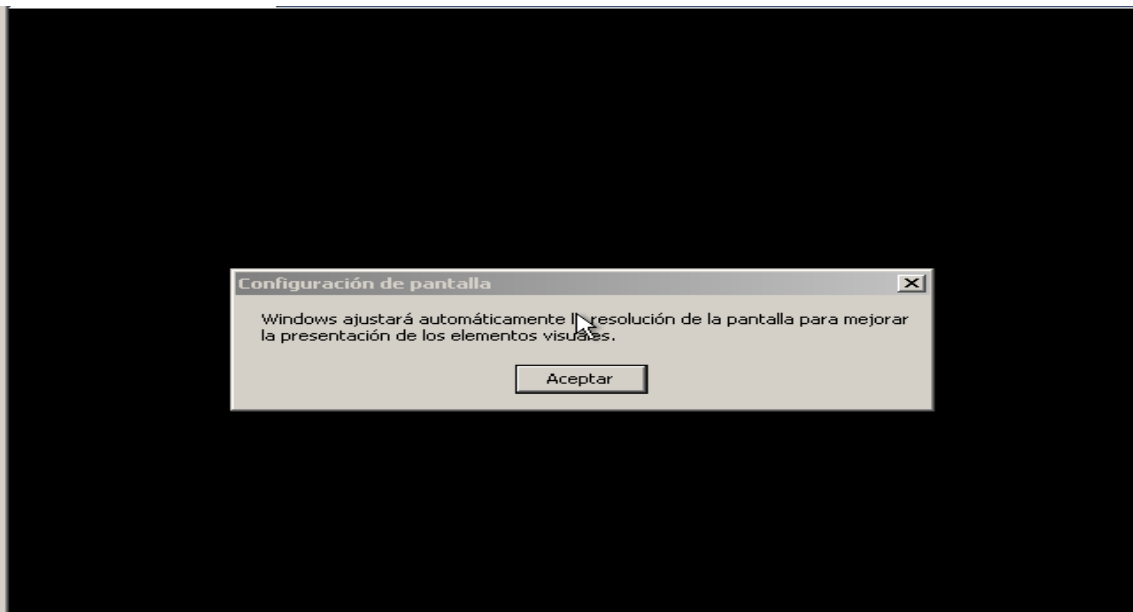 Configuración de pantalla
Windows ajustará automáticamente la resolución de la pantalla para mejorar
la presentación de los elementos visuales.
Aceptar